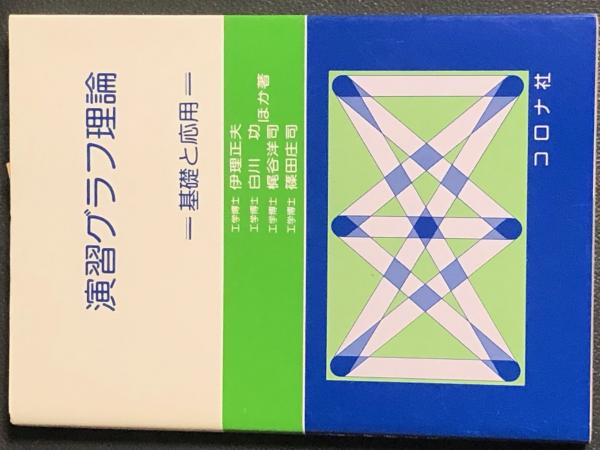 演習グラフ理論
＝基礎と応用＝
工学博士 伊理正夫
工学博士 白川 功
工学博士 梶谷洋司
工学博士 篠田庄司
ほか著
コロナ社